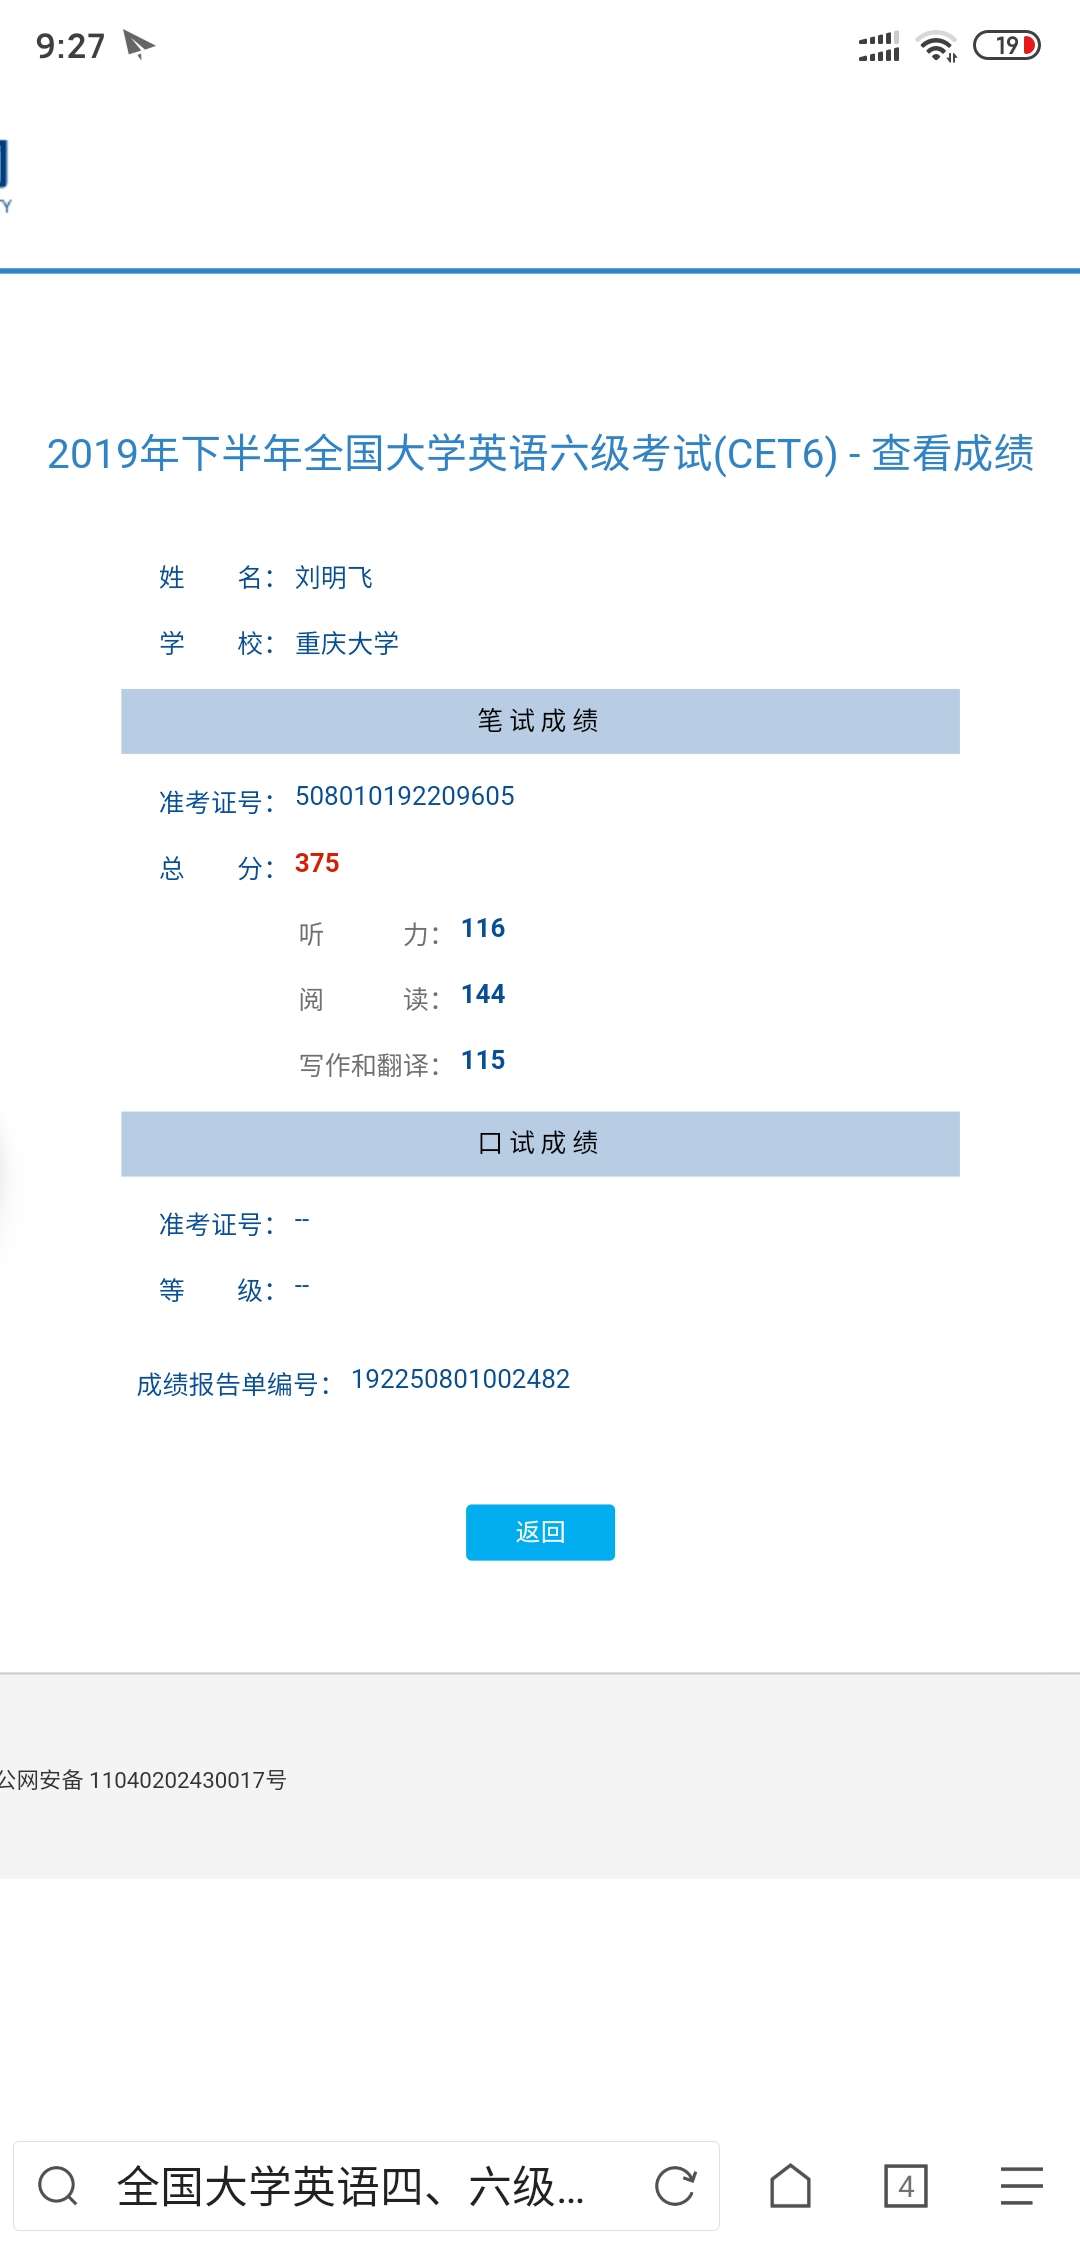 9:27
19
TY
2019年下半年全国大学英语六级考试(CET6) - 查看成绩
姓 名： 刘明飞
学 校： 重庆大学
笔试成绩
准考证号： 508010192209605
总 分： 375
听 力： 116
阅 读： 144
写作和翻译： 115
口试成绩
准考证号： --
等 级： --
成绩报告单编号： 192250801002482
返回
公网安备 11040202430017号
全国大学英语四、六级...
4